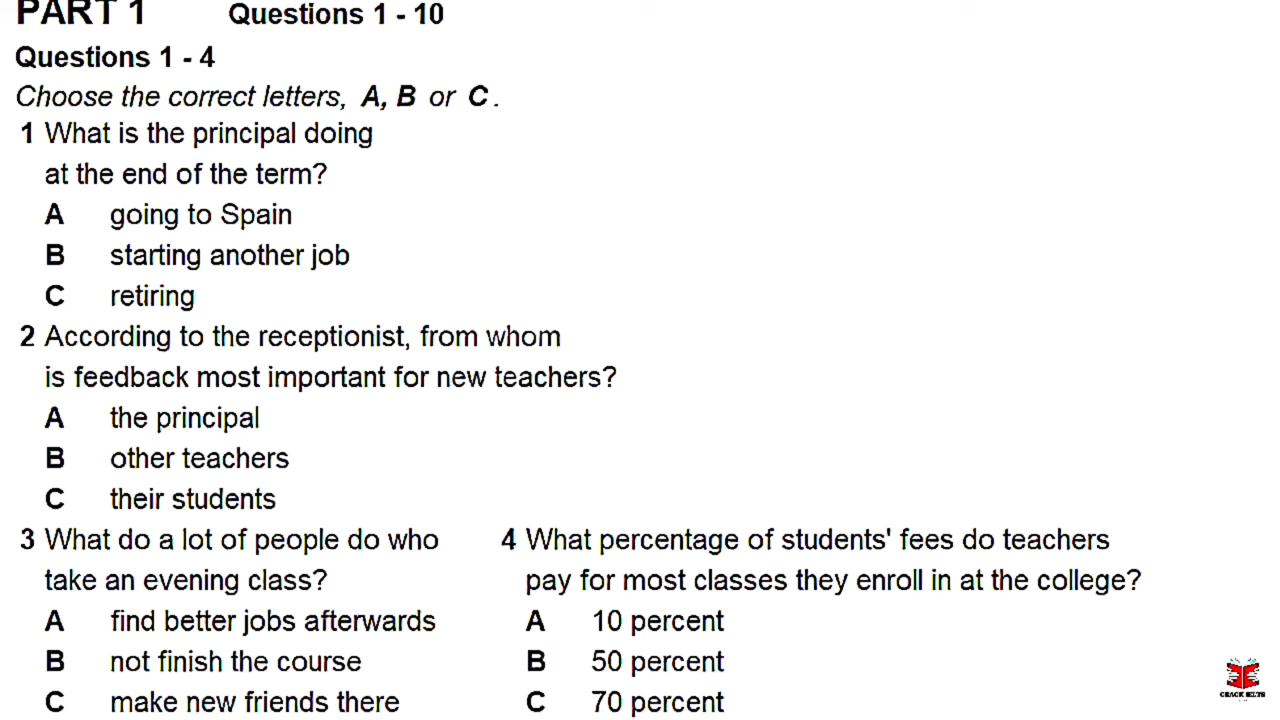 PART 1 Questions 1 - 10
Questions 1 - 4
Choose the correct letters, A, B or C.
1 What is the principal doing
at the end of the term?
A going to Spain
B starting another job
C retiring
2 According to the receptionist, from whom
is feedback most important for new teachers?
A the principal
B other teachers
C their students
3 What do a lot of people do who
take an evening class?
A find better jobs afterwards
B not finish the course
C make new friends there
4 What percentage of students' fees do teachers
pay for most classes they enroll in at the college?
A 10 percent
B 50 percent
C 70 percent
CRACK IELTS